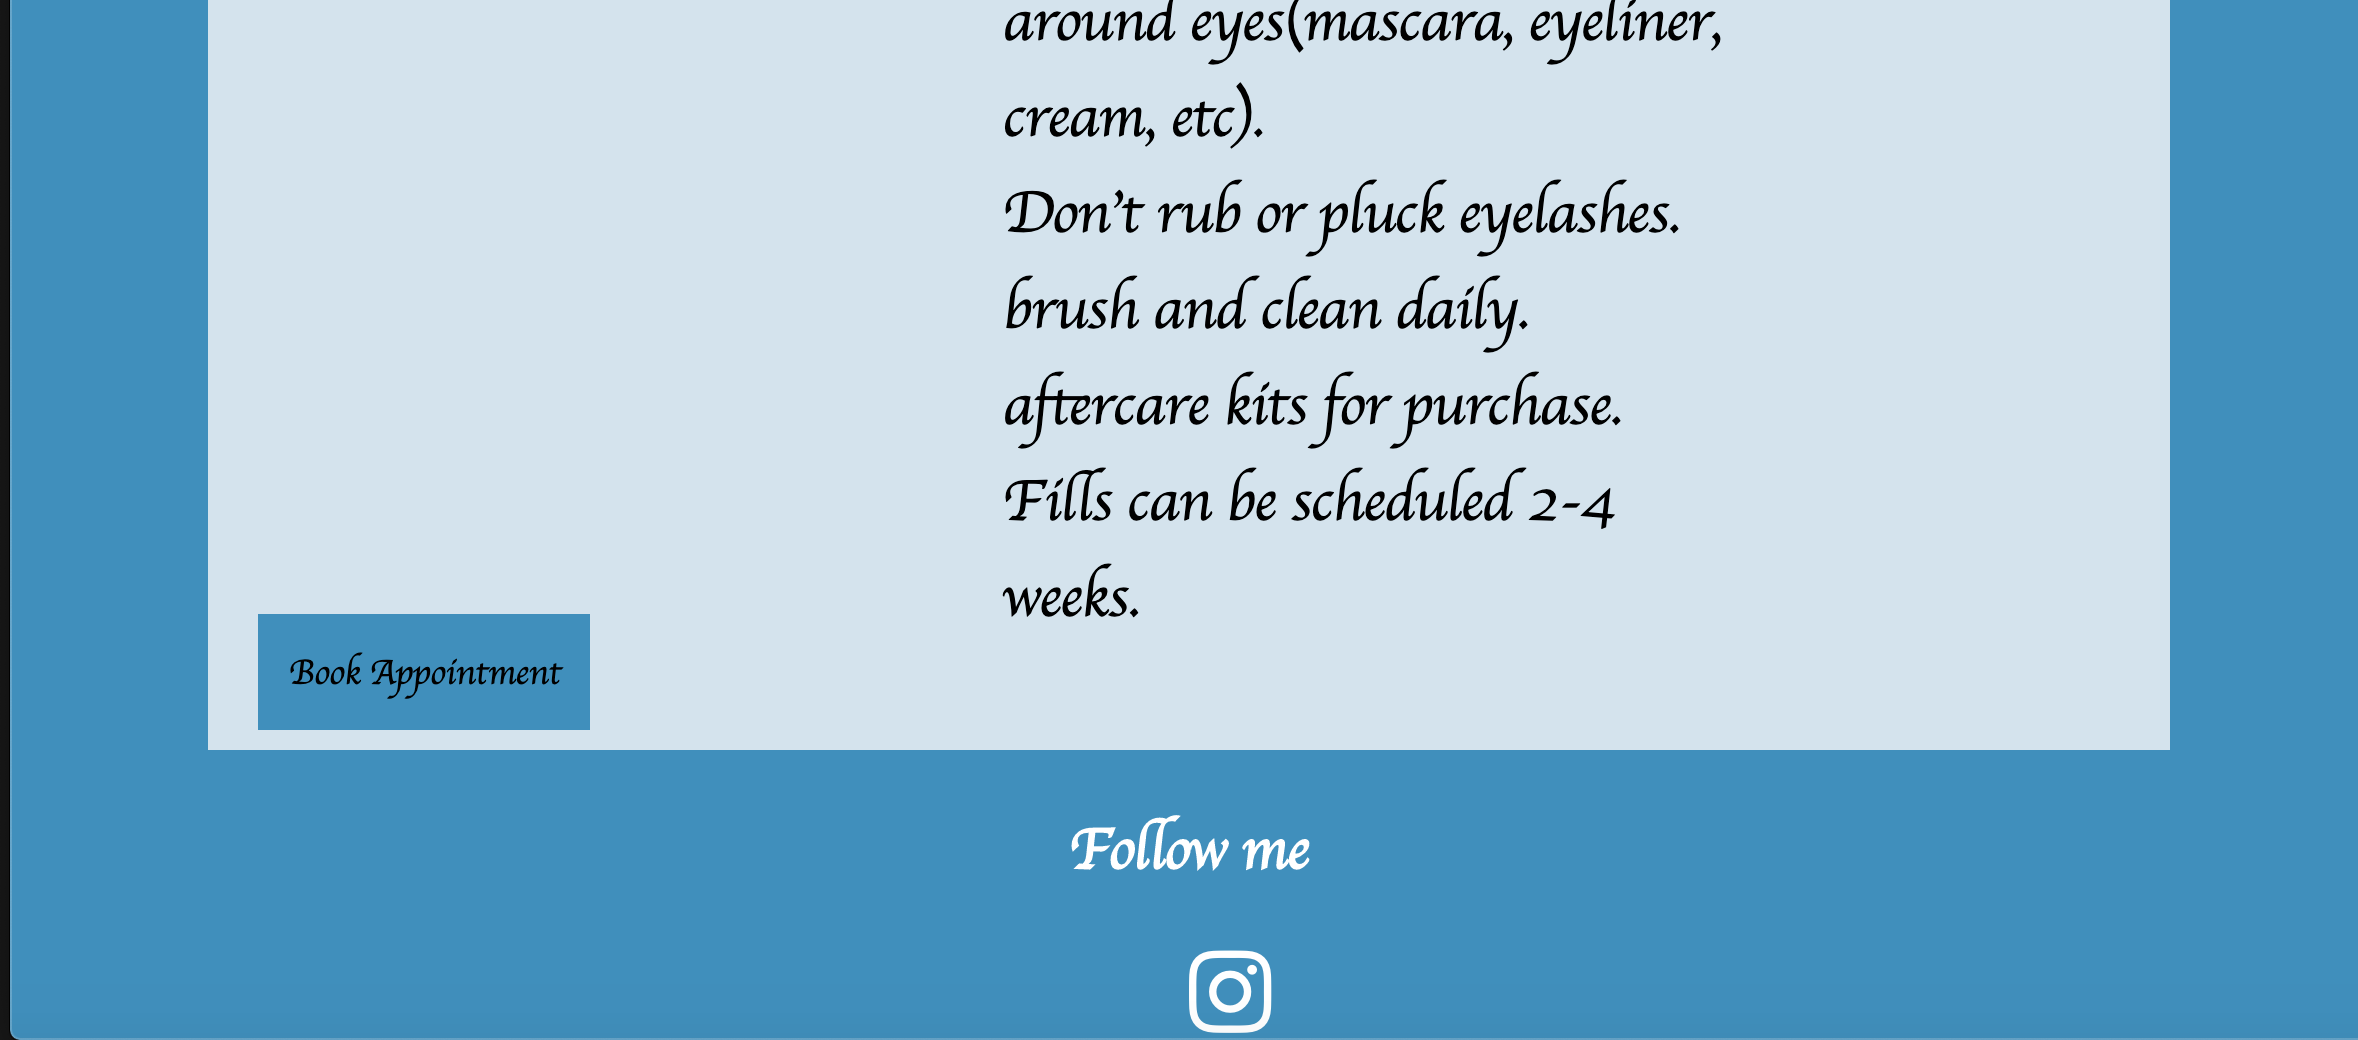 around eyes(mascara, eyeliner,
cream, etc).
Don't rub or pluck eyelashes.
brush and clean daily.
aftercare kits for purchase.
Fills can be scheduled 2-4
weeks.
Book Appointment
Follow me